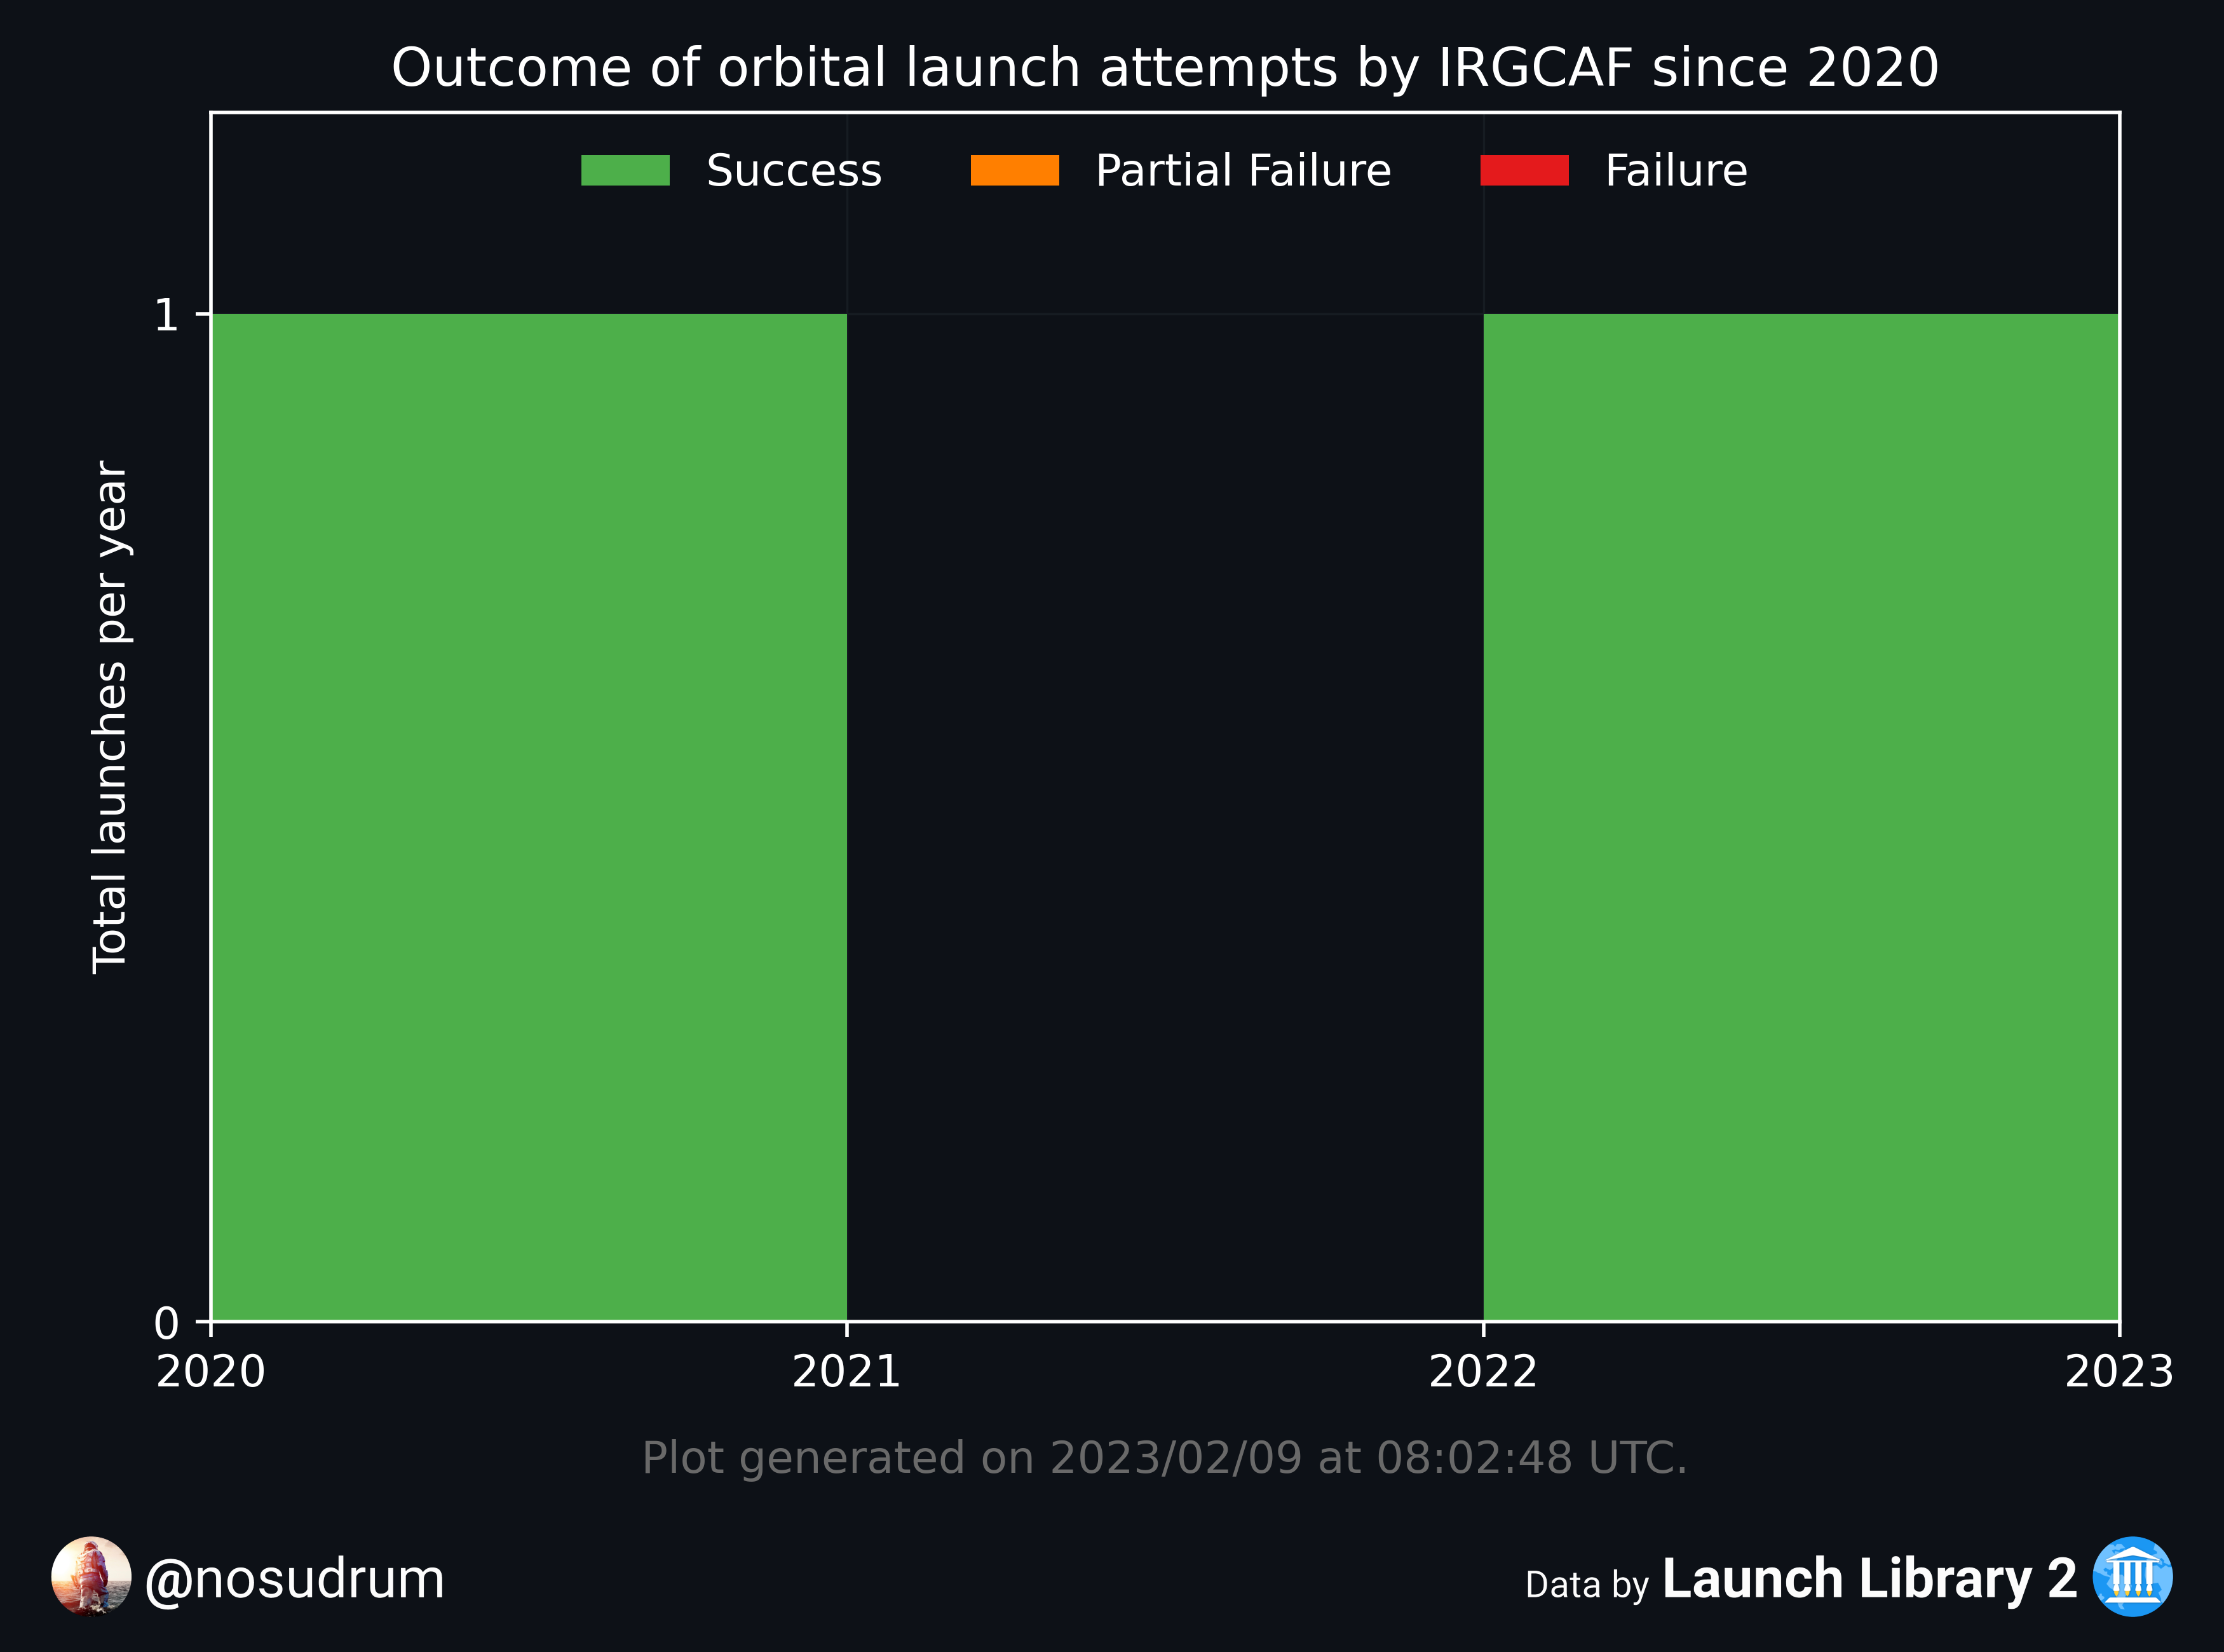 Outcome of orbital launch attempts by IRGCAF since 2020
Success Partial Failure Failure
1
Total launches per year
0
2020 2021 2022 2023
Plot generated on 2023/02/09 at 08:02:48 UTC.
@nosudrum
Data by Launch Library 2